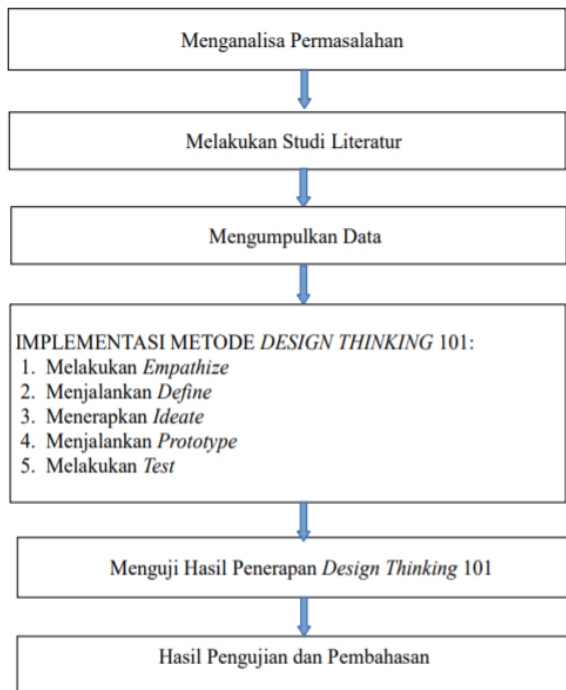 Menganalisa Permasalahan
Melakukan Studi Literatur
Mengumpulkan Data
IMPLEMENTASI METODE DESIGN THINKING 101:
1. Melakukan Empathize
2. Menjalankan Define
3. Menerapkan Ideate
4. Menjalankan Prototype
5. Melakukan Test
Menguji Hasil Penerapan Design Thinking 101
Hasil Pengujian dan Pembahasan